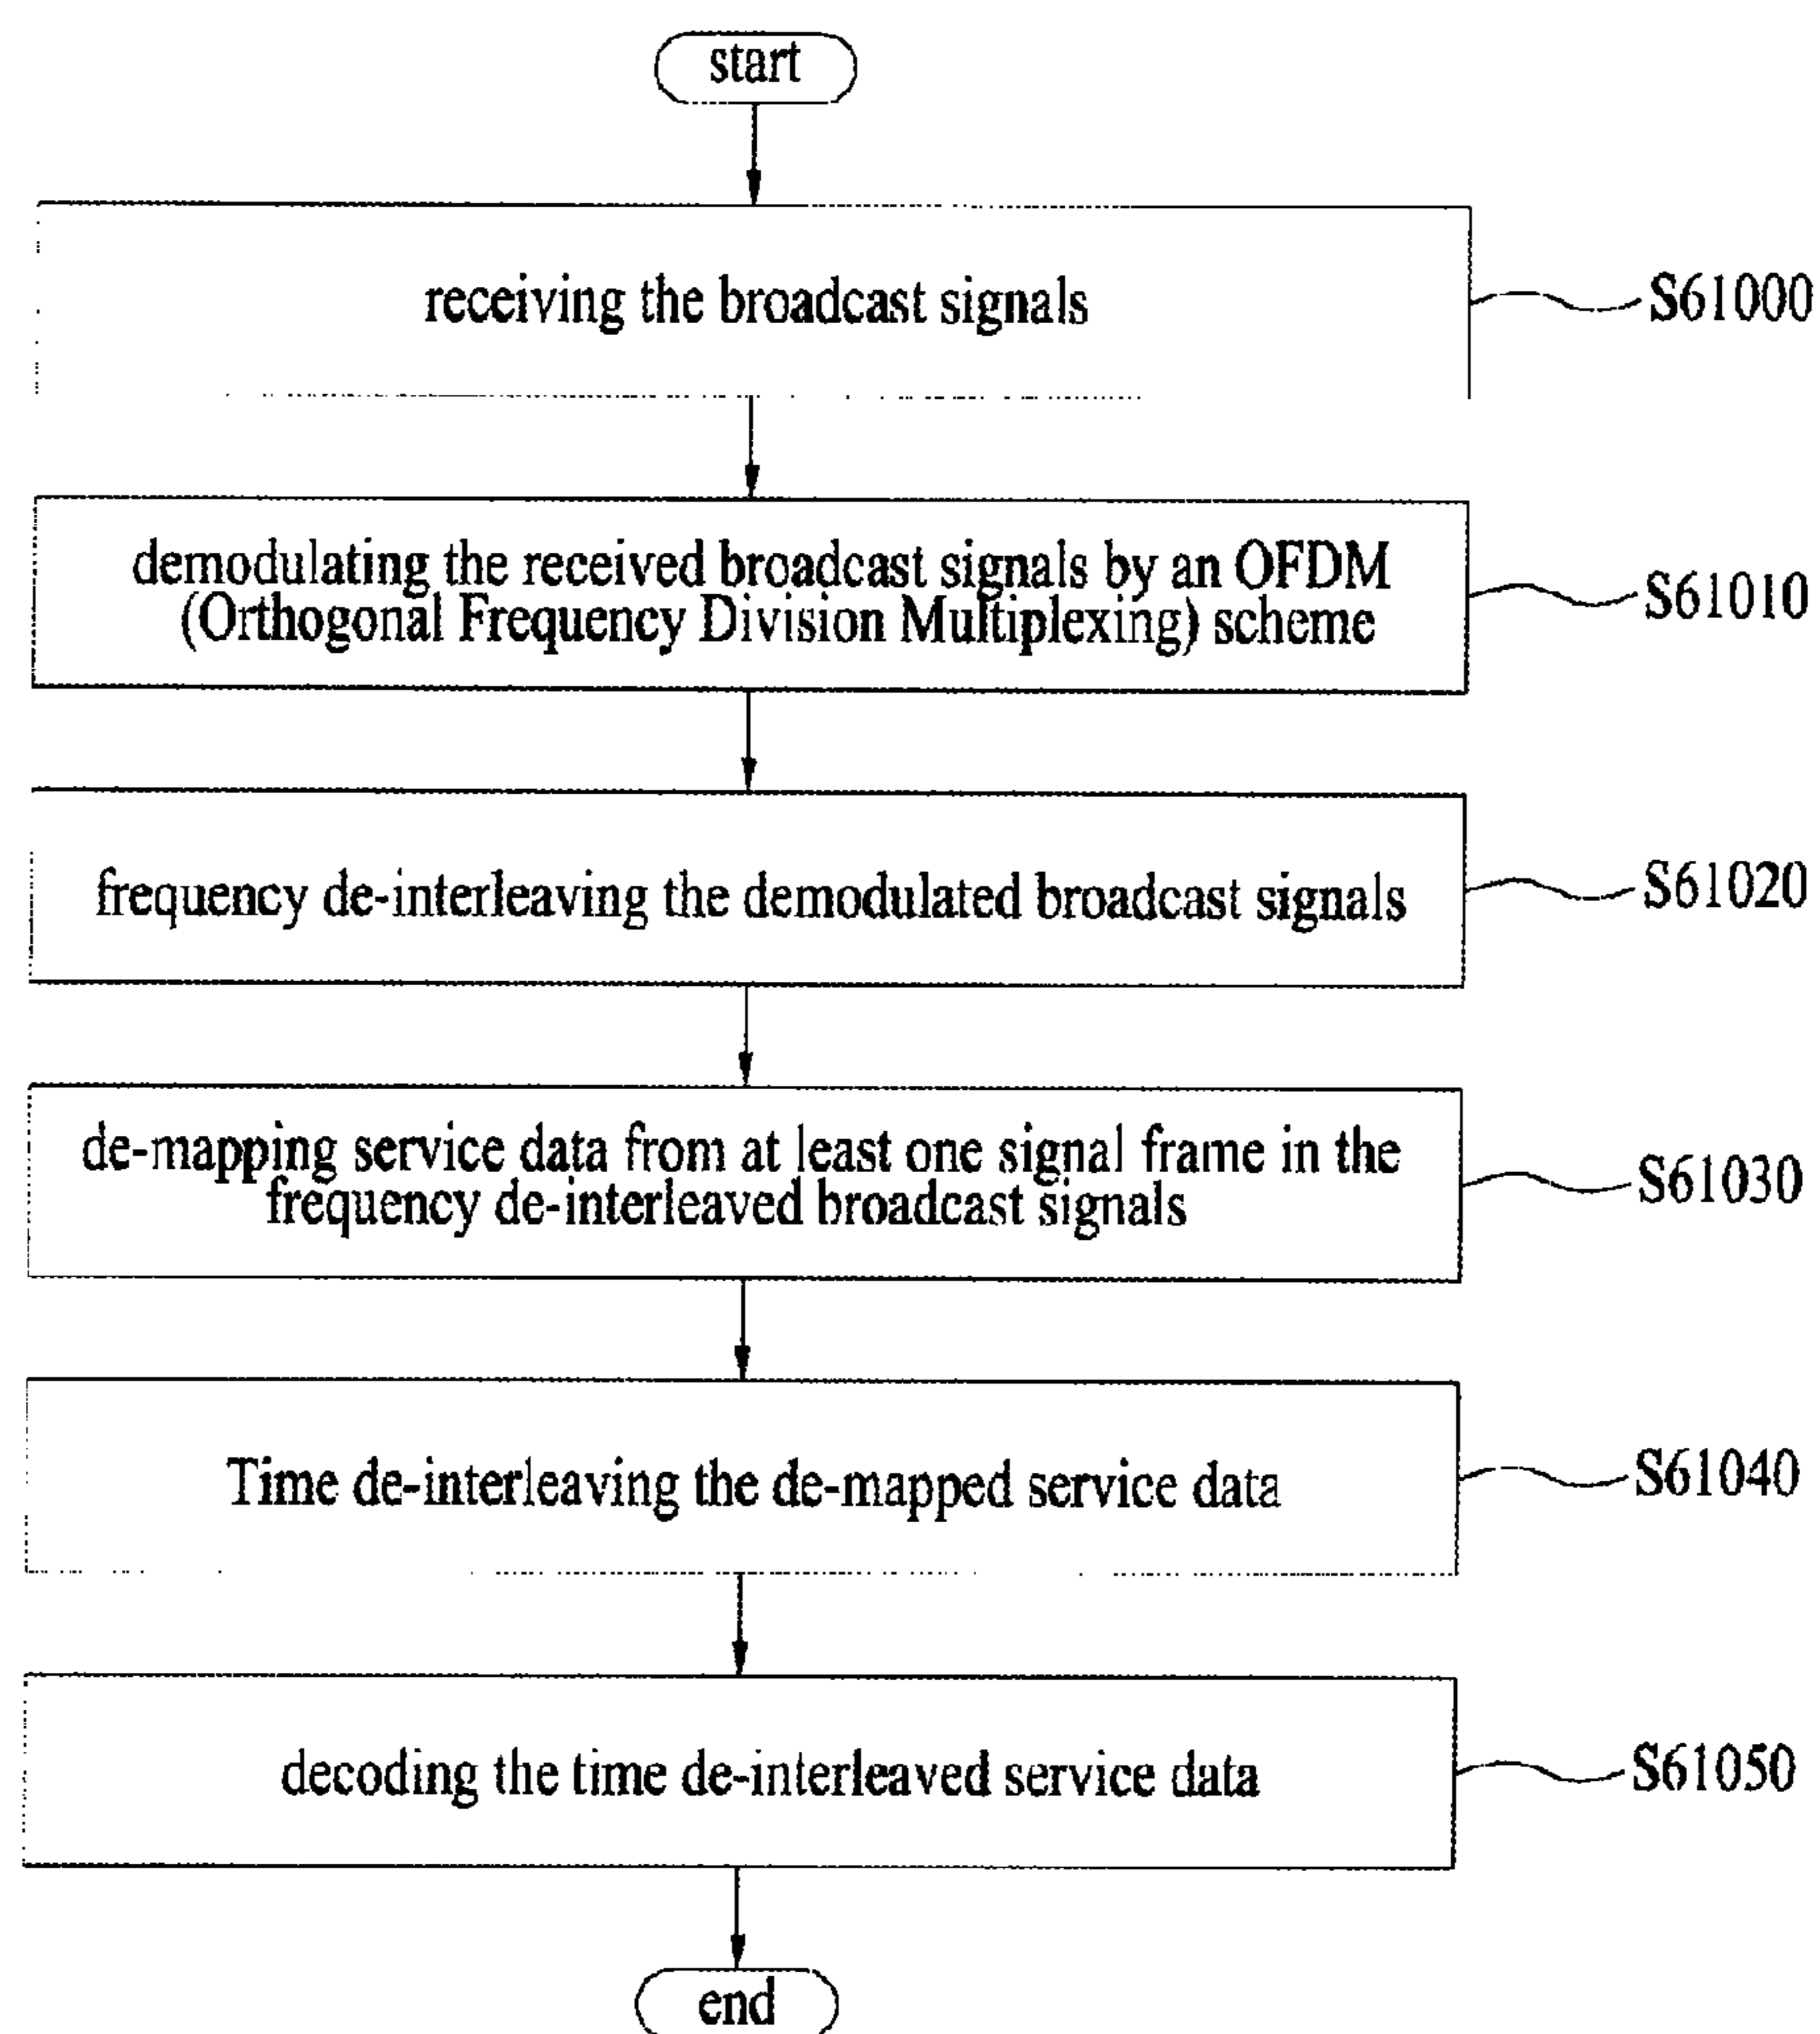 start
receiving the broadcast signals
S61000
demodulating the received broadcast signals by an OFDM
(Orthogonal Frequency Division Multiplexing) scheme
S61010
frequency de-interleaving the demodulated broadcast signals
S61020
de-mapping service data from at least one signal frame in the
frequency de-interleaved broadcast signals
S61030
Time de-interleaving the de-mapped service data
S61040
decoding the time de-interleaved service data
S61050
end